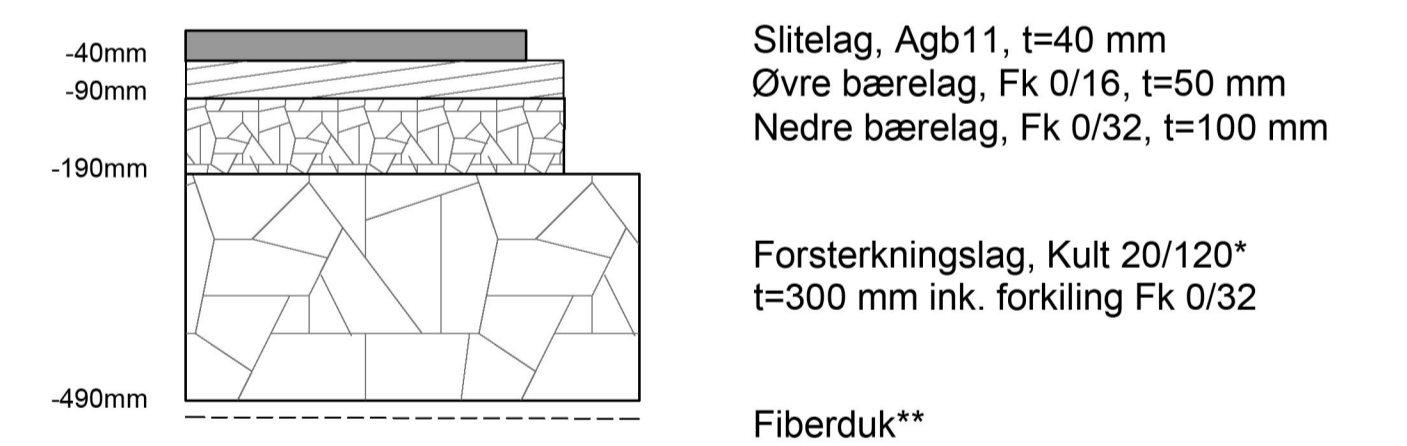 -40mm
-90mm
-190mm
-490mm
Slitelag, Agb11, t=40 mm
Øvre bærelag, Fk 0/16, t=50 mm
Nedre bærelag, Fk 0/32, t=100 mm
Forsterkningslag, Kult 20/120*
t=300 mm ink. forkiling Fk 0/32
Fiberduk**